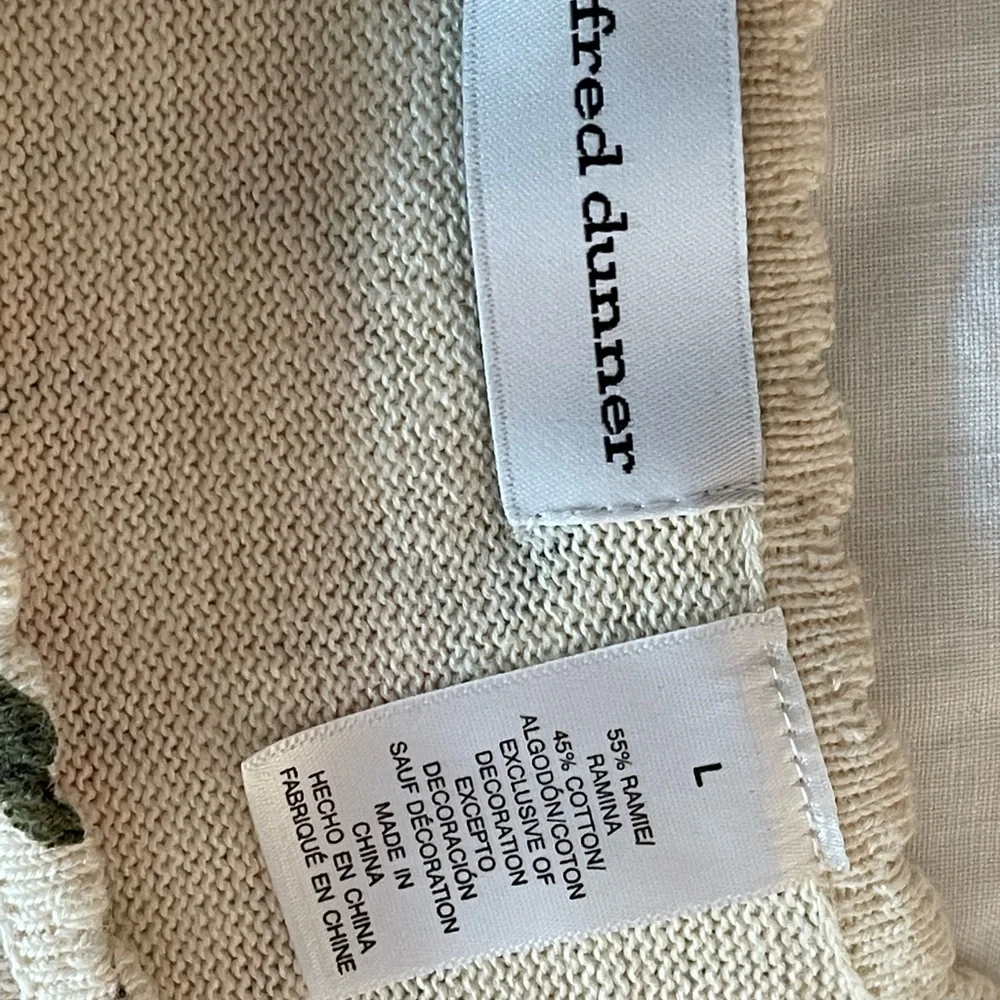 fred dunner
L
55% RAMIE/
RAMINA
45% COTTON/
ALGODÓN/COTON
EXCLUSIVE OF
DECORATION
EXCEPTO
DECORACIÓN
SAUF DÉCORATION
MADE IN
CHINA
HECHO EN CHINA
FABRIQUÉ EN CHINE